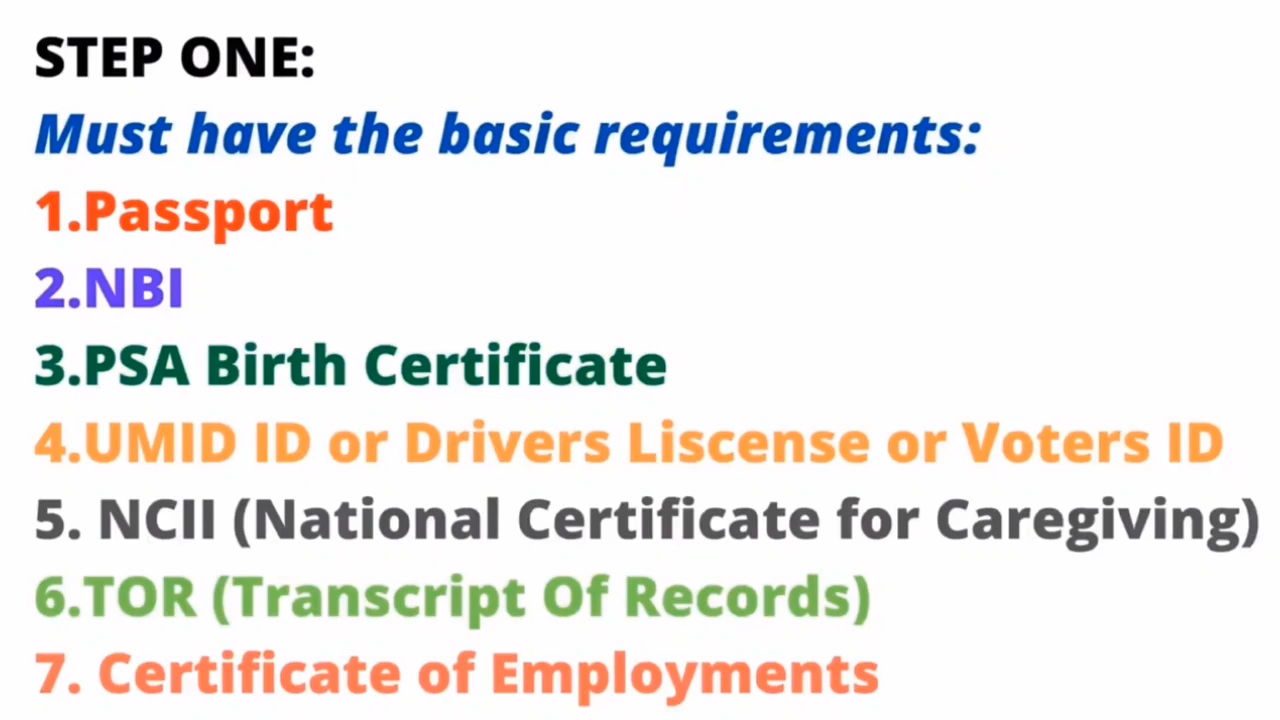 STEP ONE:
Must have the basic requirements:
1.Passport
2.NBI
3.PSA Birth Certificate
4.UMID ID or Drivers Liscense or Voters ID
5. NCII (National Certificate for Caregiving)
6.TOR (Transcript Of Records)
7. Certificate of Employments